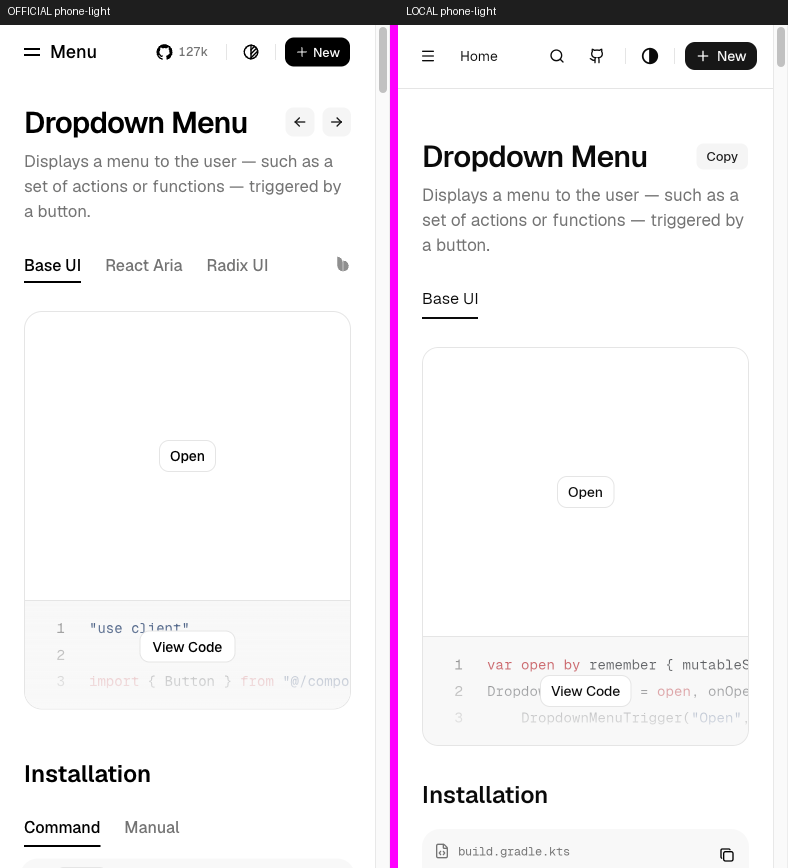 OFFICIAL phone-light
Menu
127k
New
Dropdown Menu
Displays a menu to the user — such as a
set of actions or functions — triggered by
a button.
Base UI
React Aria
Radix UI
Open
1 "use client"
View Code
2
3 import { Button } from "@/compo
Installation
Command
Manual
LOCAL phone-light
Home
New
Dropdown Menu
Copy
Displays a menu to the user — such as a
set of actions or functions — triggered by
a button.
Base UI
Open
1 var open by remember { mutableS
2 Dropdow = open, onOpe
View Code
3 DropdownMenuTrigger("Open",
Installation
build.gradle.kts